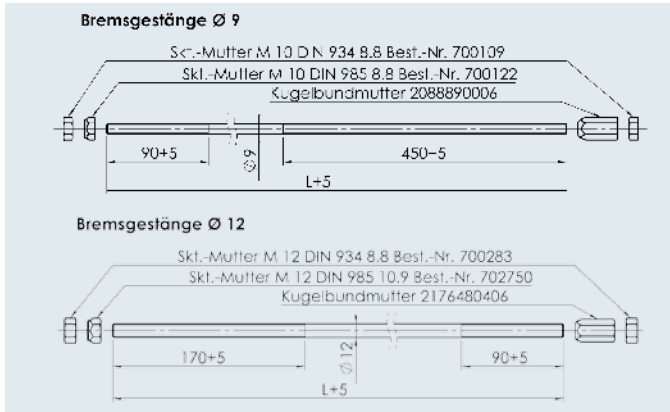 Bremsgestänge Ø 9
Skt.-Mutter M 10 DIN 934 8.8 Best.-Nr. 700109
Skt.-Mutter M 10 DIN 985 8.8 Best.-Nr. 700122
Kugelbundmutter 2088890006
90+5
Ø 9
450-5
L+5
Bremsgestänge Ø 12
Skt.-Mutter M 12 DIN 934 8.8 Best.-Nr. 700283
Skt.-Mutter M 12 DIN 985 10.9 Best.-Nr. 702750
Kugelbundmutter 2176480406
170+5
Ø 12
90+5
L+5